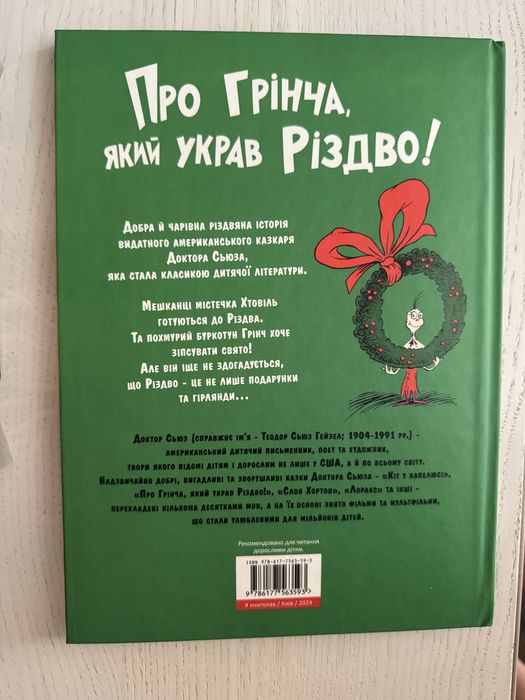 Про Грінча,
який украв Різдво!
Добра й чарівна різдвяна історія
видатного американського казкаря
Доктора Сьюза,
яка стала класикою дитячої літератури.
Мешканці містечка Хтовіль
готуються до Різдва.
Та похмурий буркотун Грінч хоче
зіпсувати свято!
Але він іще не здогадується,
що Різдво - це не лише подарунки
та гірлянди...
Доктор Сьюз (справжнє ім'я - Теодор Сьюз Гейзел; 1904-1991 рр.) -
американський дитячий письменник, поет та художник,
твори якого відомі дітям і дорослим не лише у США, а й по всьому світу.
Надзвичайно добрі, вигадливі та зворушливі казки Доктора Сьюза - «Кіт у капелюсі»,
«Про Грінча, який украв Різдво!», «Слон Хортон», «Лоракс» та інші -
перекладені кількома десятками мов, а на їх основі знято фільми та мультфільми,
що стали улюбленими для мільйонів дітей.
Рекомендовано для читання
дорослими дітям.
ISBN 978-617-7563-59-3
9 786177 563593 >
# книголав / Київ / 2024